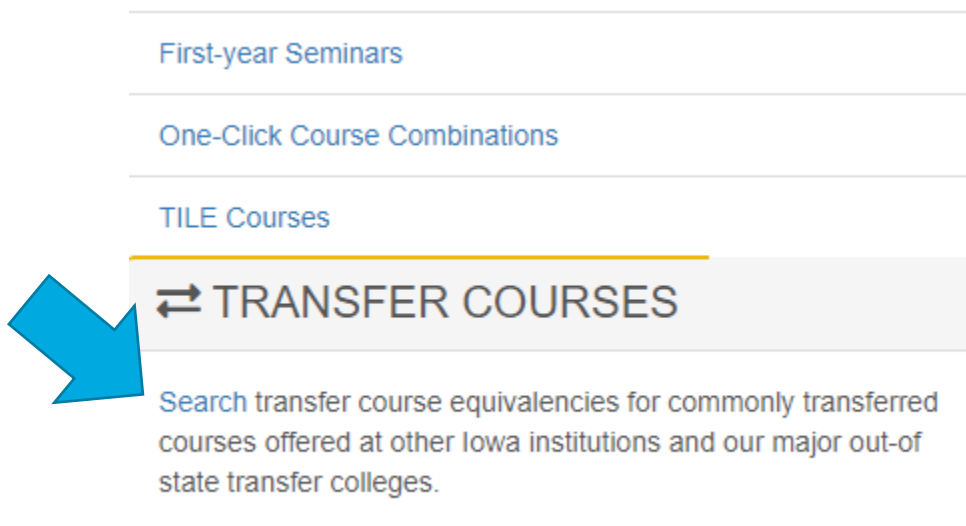 First-year Seminars
One-Click Course Combinations
TILE Courses
TRANSFER COURSES
Search transfer course equivalencies for commonly transferred
courses offered at other Iowa institutions and our major out-of
state transfer colleges.